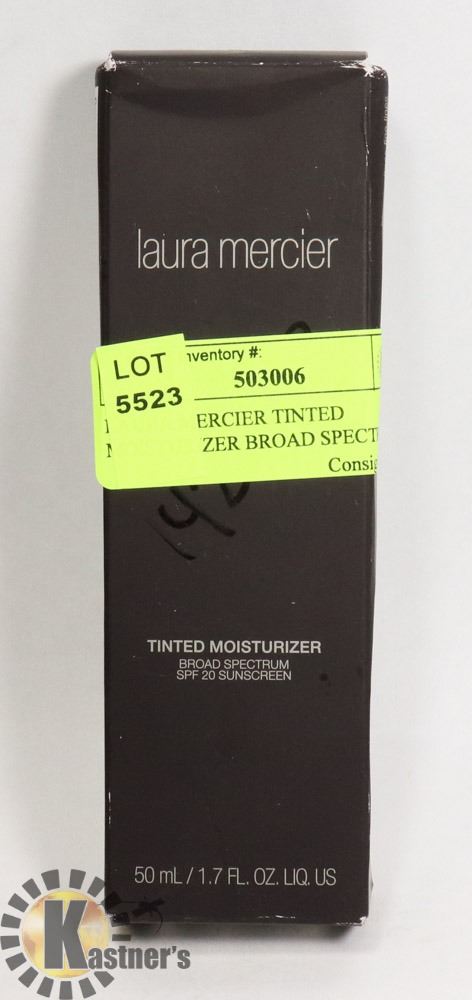 laura mercier
LOT
5523
nventory #:
503006
ERCIER TINTED
ZER BROAD SPECT
Consig
TINTED MOISTURIZER
BROAD SPECTRUM
SPF 20 SUNSCREEN
50 mL / 1.7 FL. OZ. LIQ. US
Kastner's